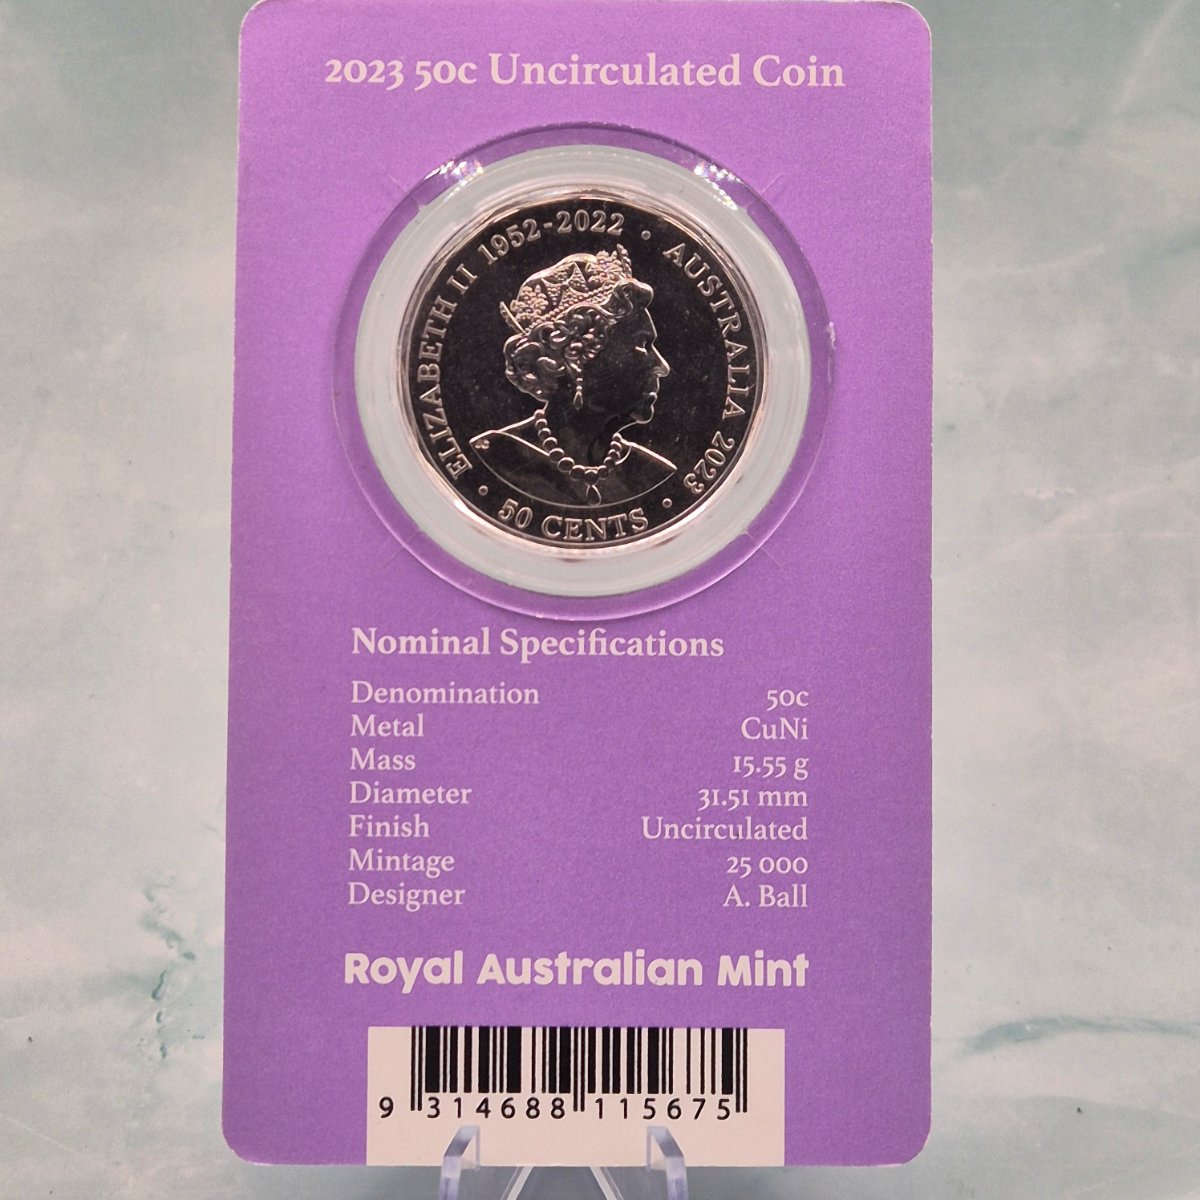 2023 50c Uncirculated Coin
ELIZABETH II 1952-2022 • AUSTRALIA 2023 •
50 CENTS •
Nominal Specifications
Denomination 50c
Metal CuNi
Mass 15.55 g
Diameter 31.51 mm
Finish Uncirculated
Mintage 25 000
Designer A. Ball
Royal Australian Mint
9 314688 115675